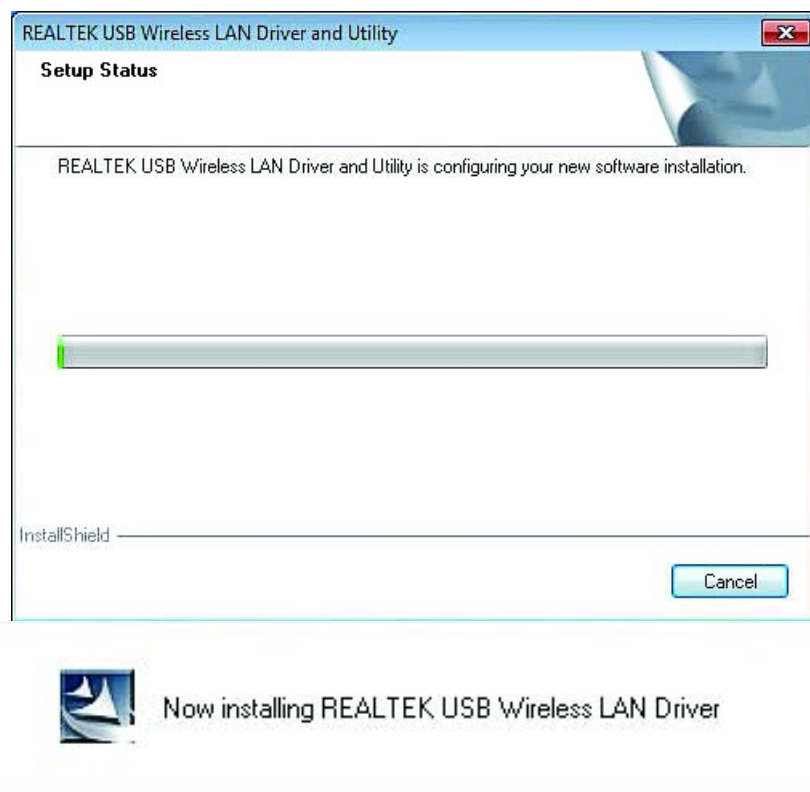 REALTEK USB Wireless LAN Driver and Utility
Setup Status
REALTEK USB Wireless LAN Driver and Utility is configuring your new software installation.
InstallShield
Cancel
Now installing REALTEK USB Wireless LAN Driver